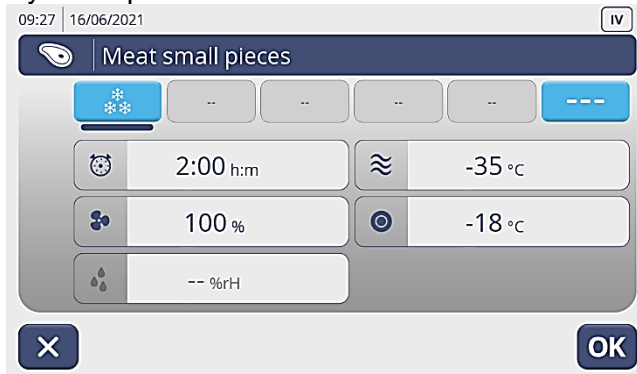 09:27 16/06/2021 IV
Meat small pieces
-- -- -- -- ---
2:00 h:m -35 °C
100 % -18 °C
-- %rH
OK